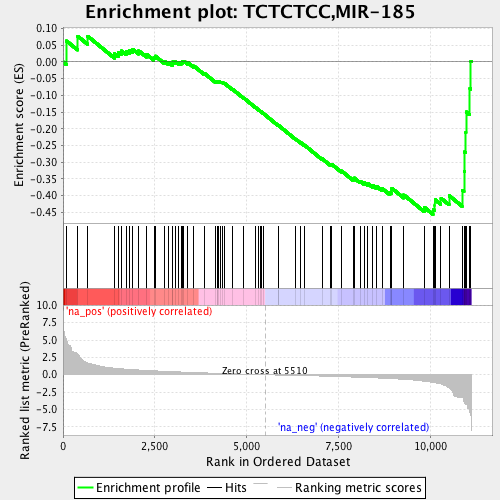 Enrichment plot: TCTCTCC,MIR-185
Enrichment score (ES)
0.10
0.05
0.00
-0.05
-0.10
-0.15
-0.20
-0.25
-0.30
-0.35
-0.40
-0.45
'na_pos' (positively correlated)
Ranked list metric (PreRanked)
10.0
7.5
5.0
2.5
0.0
-2.5
-5.0
-7.5
Zero cross at 5510
'na_neg' (negatively correlated)
0
2,500
5,000
7,500
10,000
Rank in Ordered Dataset
Enrichment profile
Hits
Ranking metric scores